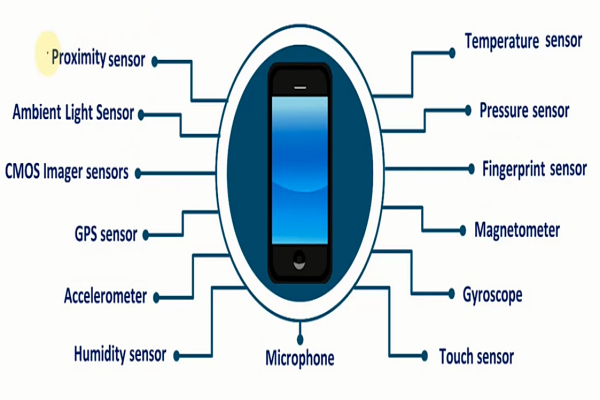 Proximity sensor
Ambient Light Sensor
CMOS Imager sensors
GPS sensor
Accelerometer
Humidity sensor
Microphone
Temperature sensor
Pressure sensor
Fingerprint sensor
Magnetometer
Gyroscope
Touch sensor